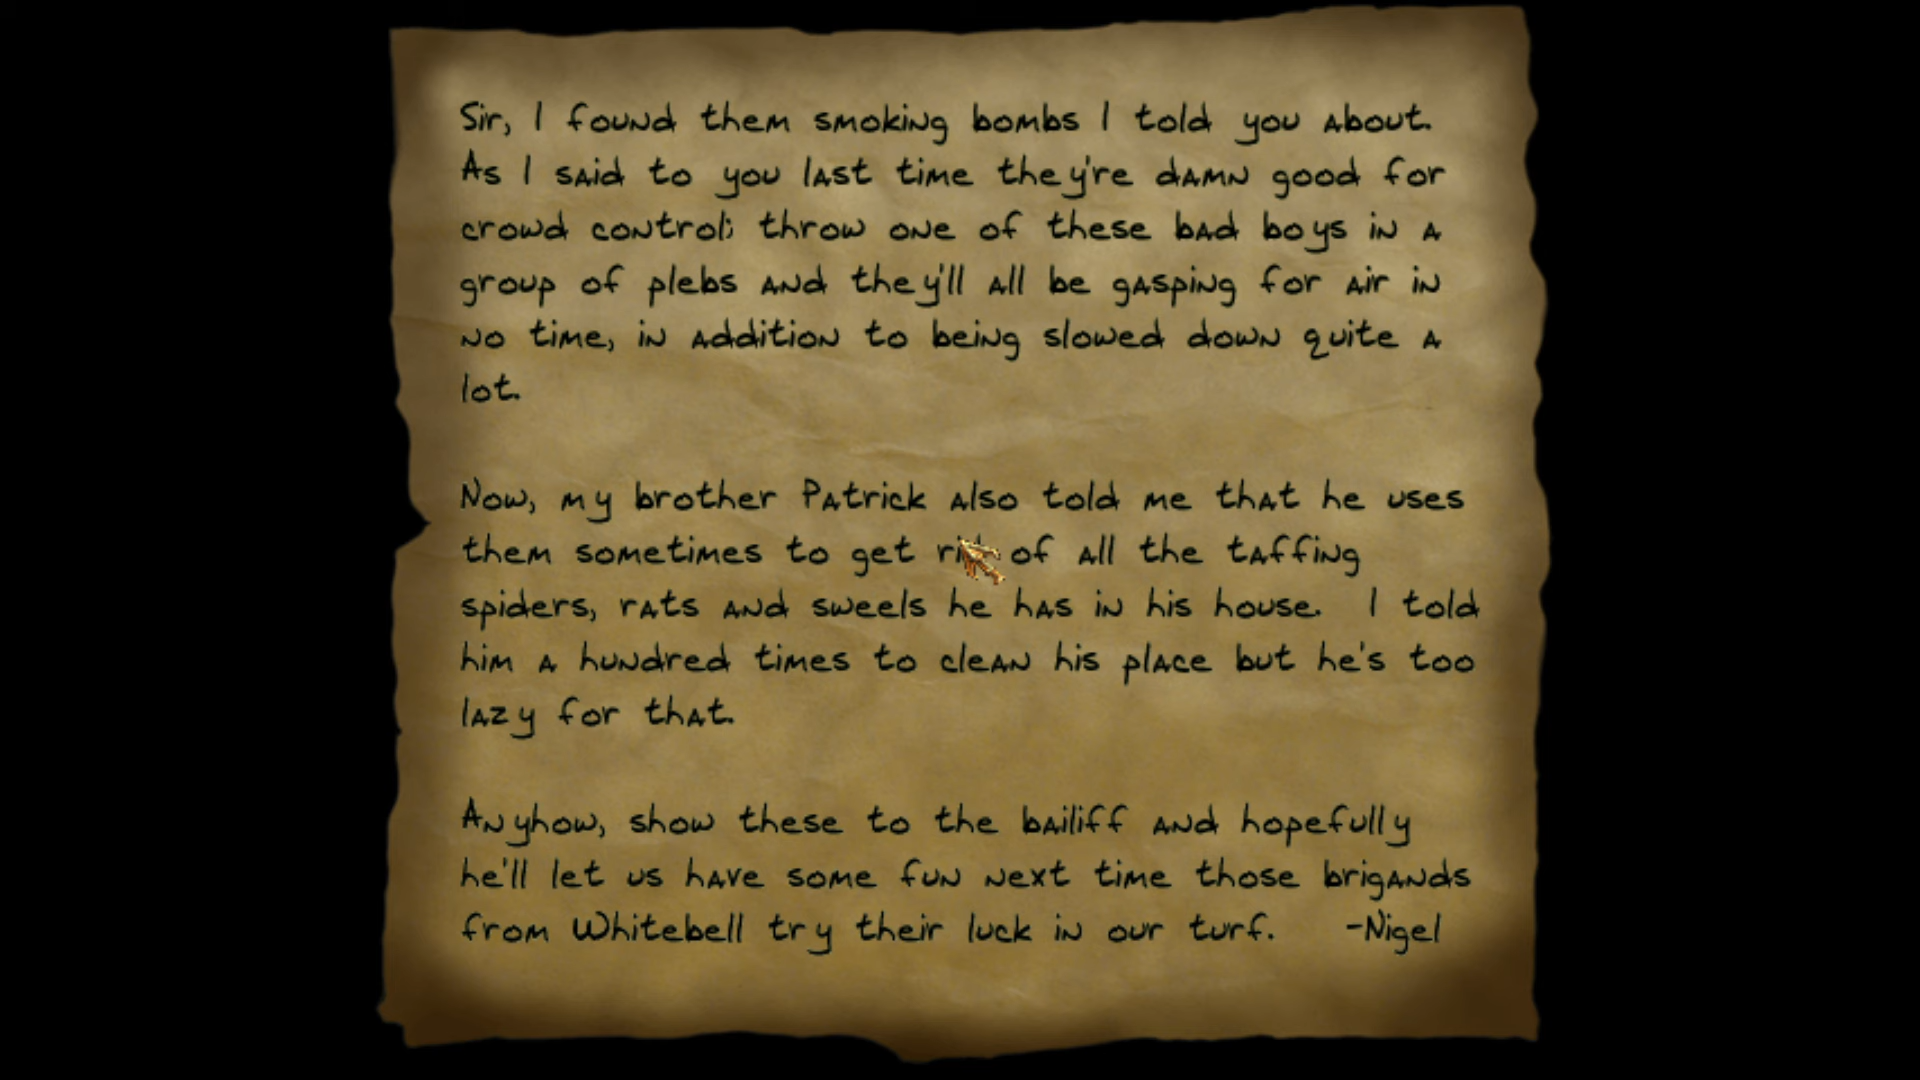 Sir, I found them smoking bombs I told you about.
As I said to you last time they're damn good for
crowd control; throw one of these bad boys in a
group of plebs and they'll all be gasping for air in
no time, in addition to being slowed down quite a
lot.
Now, my brother Patrick also told me that he uses
them sometimes to get rid of all the taffing
spiders, rats and sweels he has in his house. I told
him a hundred times to clean his place but he's too
lazy for that.
Anyhow, show these to the bailiff and hopefully
he'll let us have some fun next time those brigands
from Whitebell try their luck in our turf. -Nigel